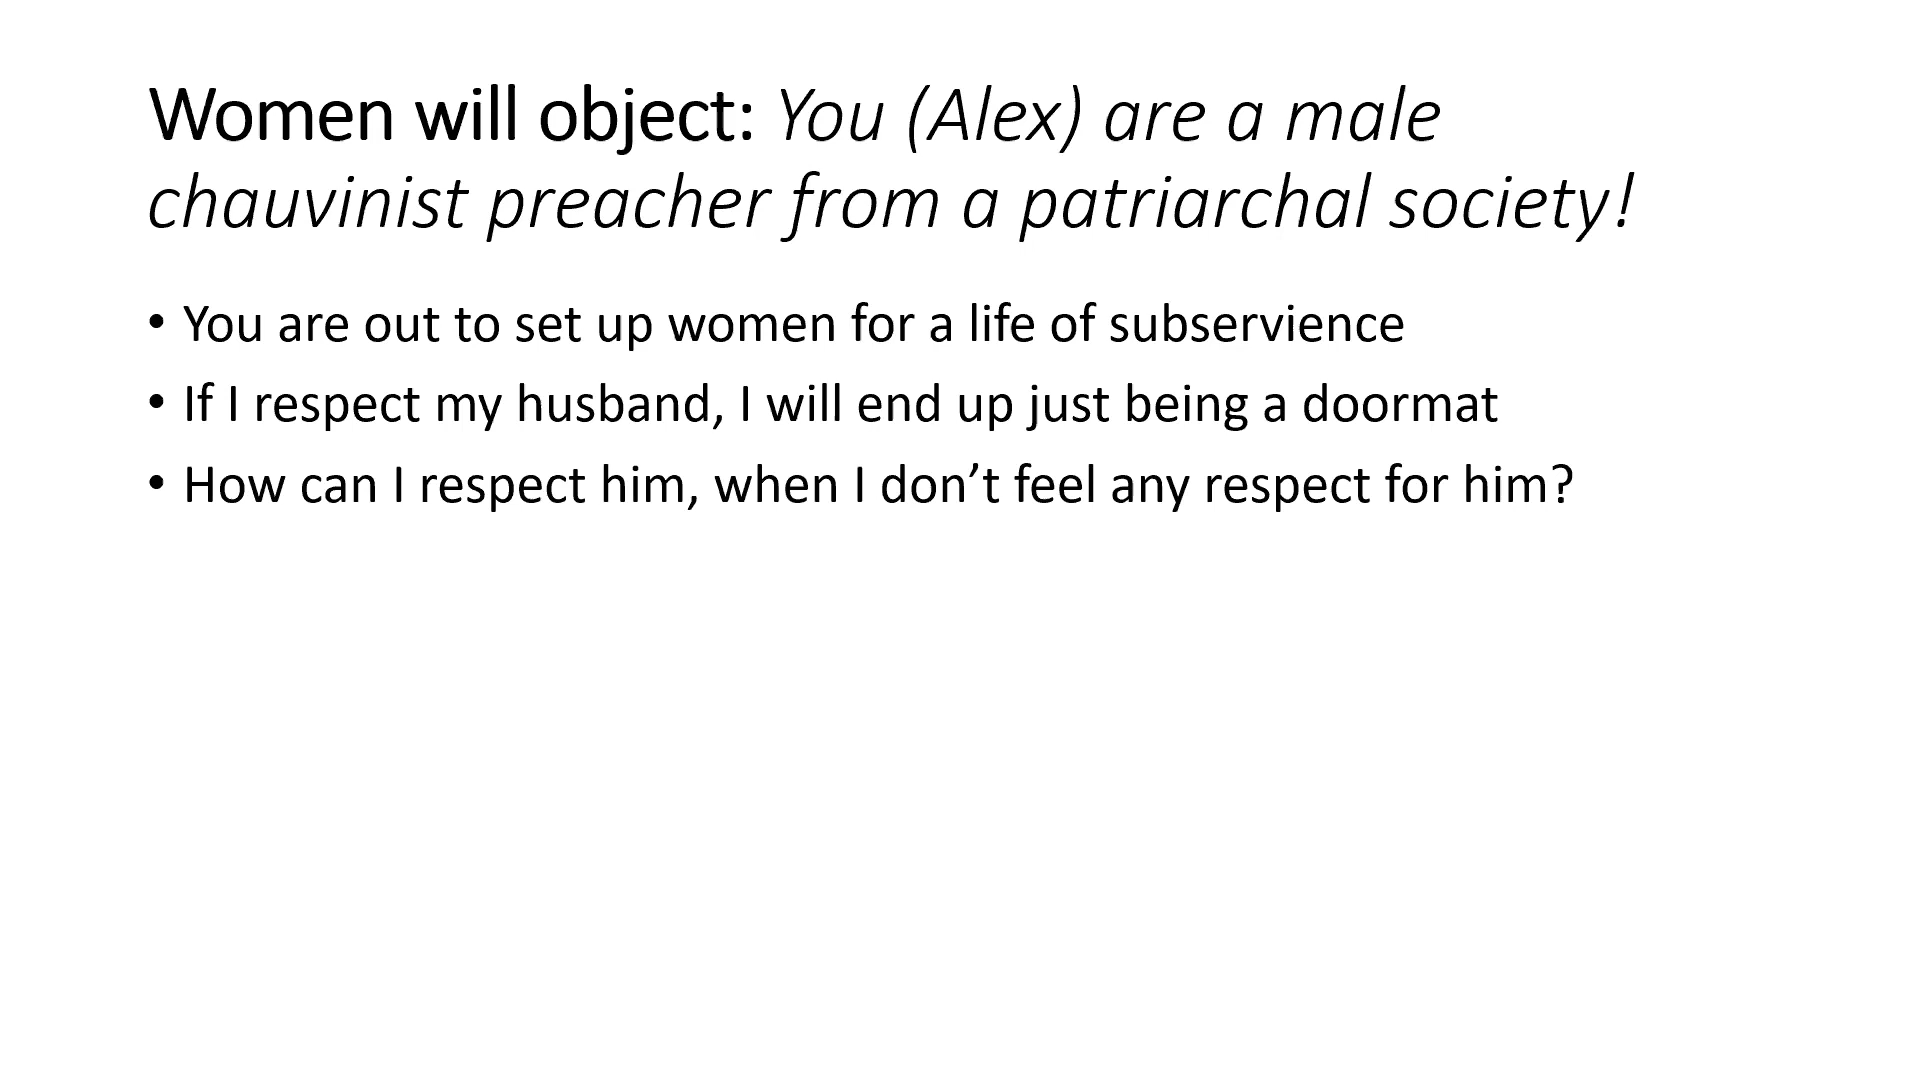 Women will object: You (Alex) are a male
chauvinist preacher from a patriarchal society!
• You are out to set up women for a life of subservience
• If I respect my husband, I will end up just being a doormat
• How can I respect him, when I don’t feel any respect for him?